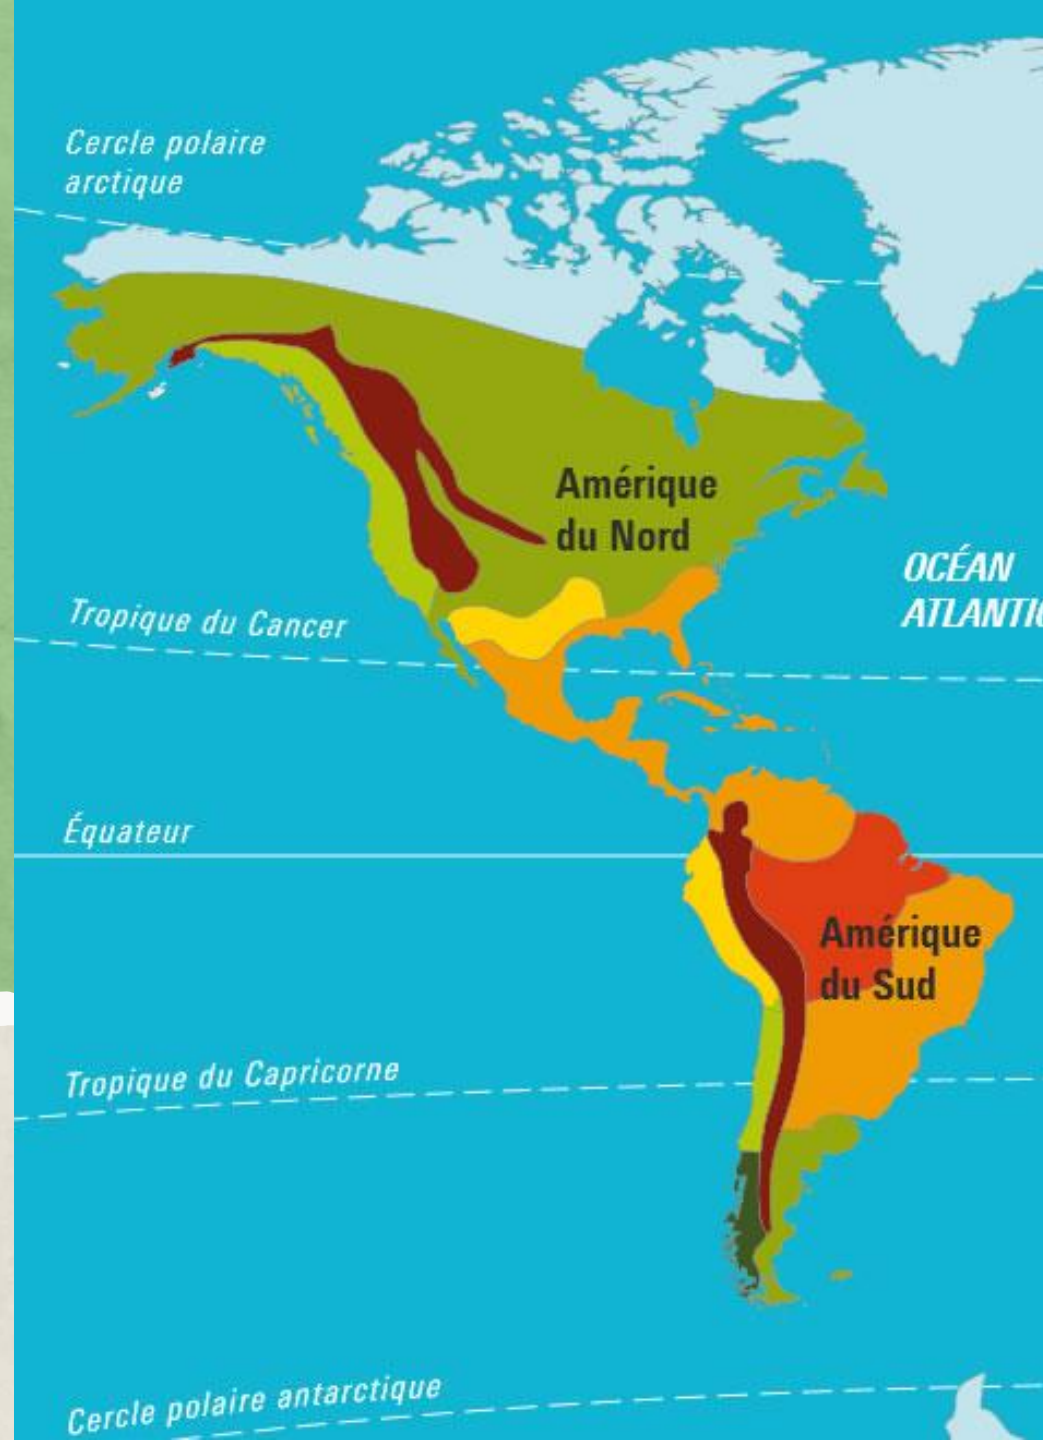 Cercle polaire
arctique
Amérique
du Nord
OCÉAN
Tropique du Cancer
Équateur
Amérique
du Sud
Tropique du Capricorne
Cercle polaire antarctique